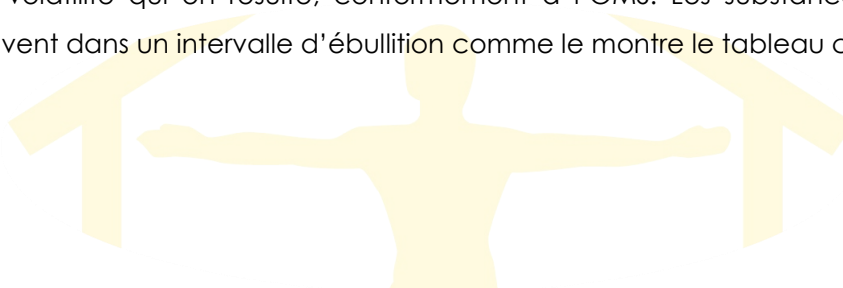 volatilité qui en résulte, conformément à l'OMS. Les
vent dans un intervalle d'ébullition comme le montre le tableau